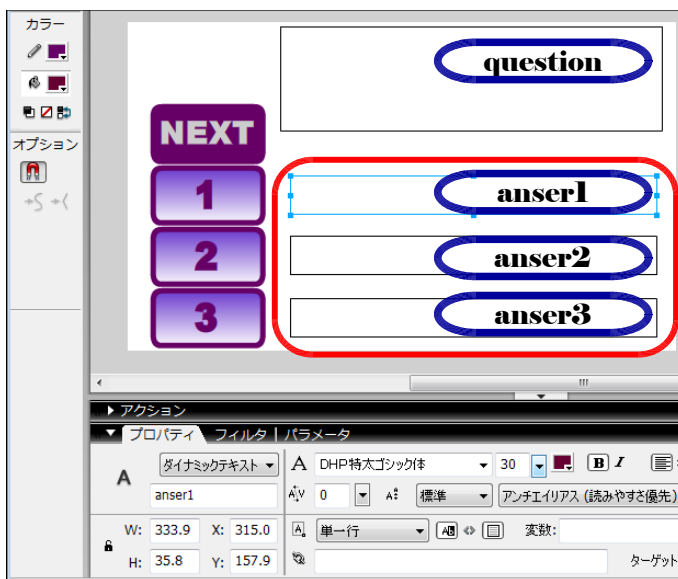 カラー
オプション
question
NEXT
1
anser1
2
anser2
3
anser3
アクション
プロパティ フィルタ パラメータ
A ダイナミックテキスト A DHP特太ゴシック体 30 B I
anser1 A|V 0 標準 アンチエイリアス (読みやすさ優先)
W: 333.9 X: 315.0 単一行 変数:
H: 35.8 Y: 157.9 ターゲット